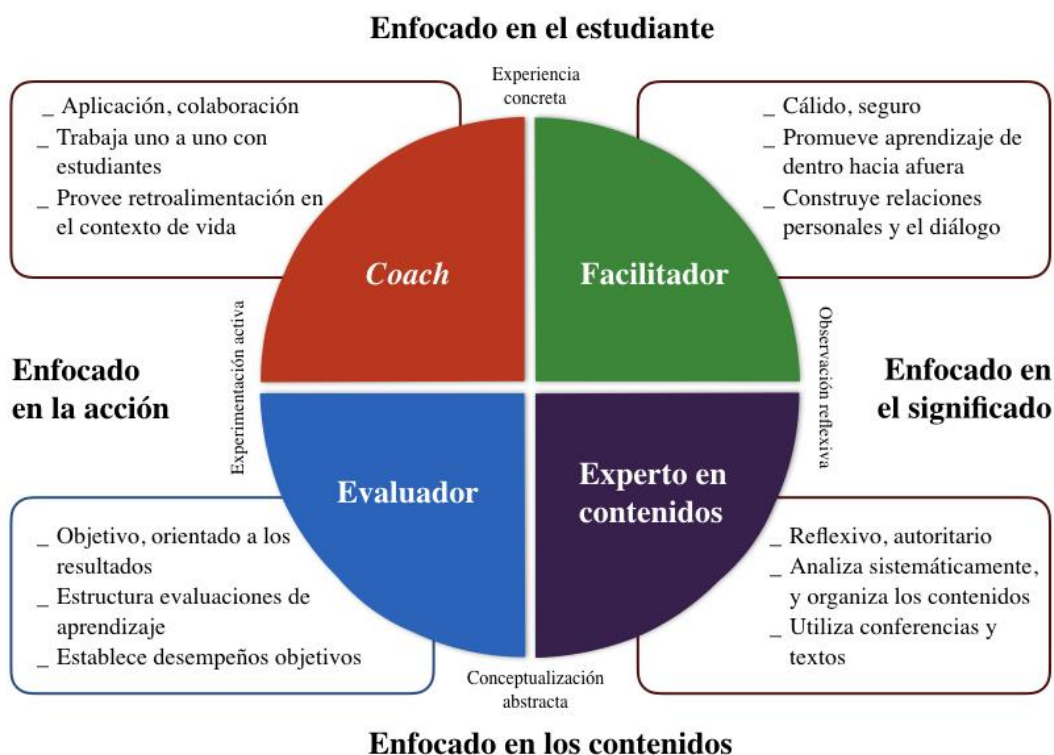 Enfocado en el estudiante
Experiencia
concreta
_ Aplicación, colaboración
_ Trabaja uno a uno con
estudiantes
_ Provee retroalimentación en
el contexto de vida
_ Cálido, seguro
_ Promueve aprendizaje de
dentro hacia afuera
_ Construye relaciones
personales y el diálogo
Coach
Facilitador
Enfocado
en la acción
Experimentación activa
Observación reflexiva
Enfocado en
el significado
Evaluador
Experto en
contenidos
_ Objetivo, orientado a los
resultados
_ Estructura evaluaciones de
aprendizaje
_ Establece desempeños objetivos
_ Reflexivo, autoritario
_ Analiza sistemáticamente,
y organiza los contenidos
_ Utiliza conferencias y
textos
Conceptualización
abstracta
Enfocado en los contenidos